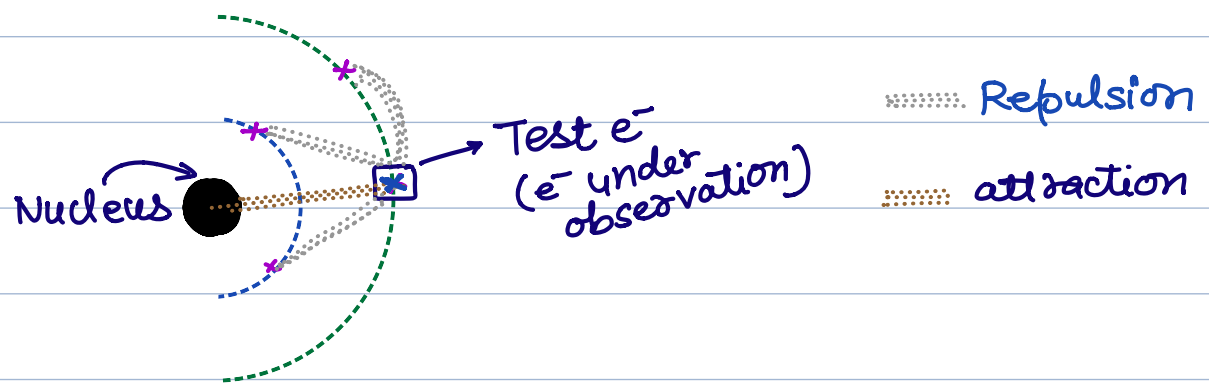 Nucleus
Test e⁻
(e⁻ under
observation)
Repulsion
attraction